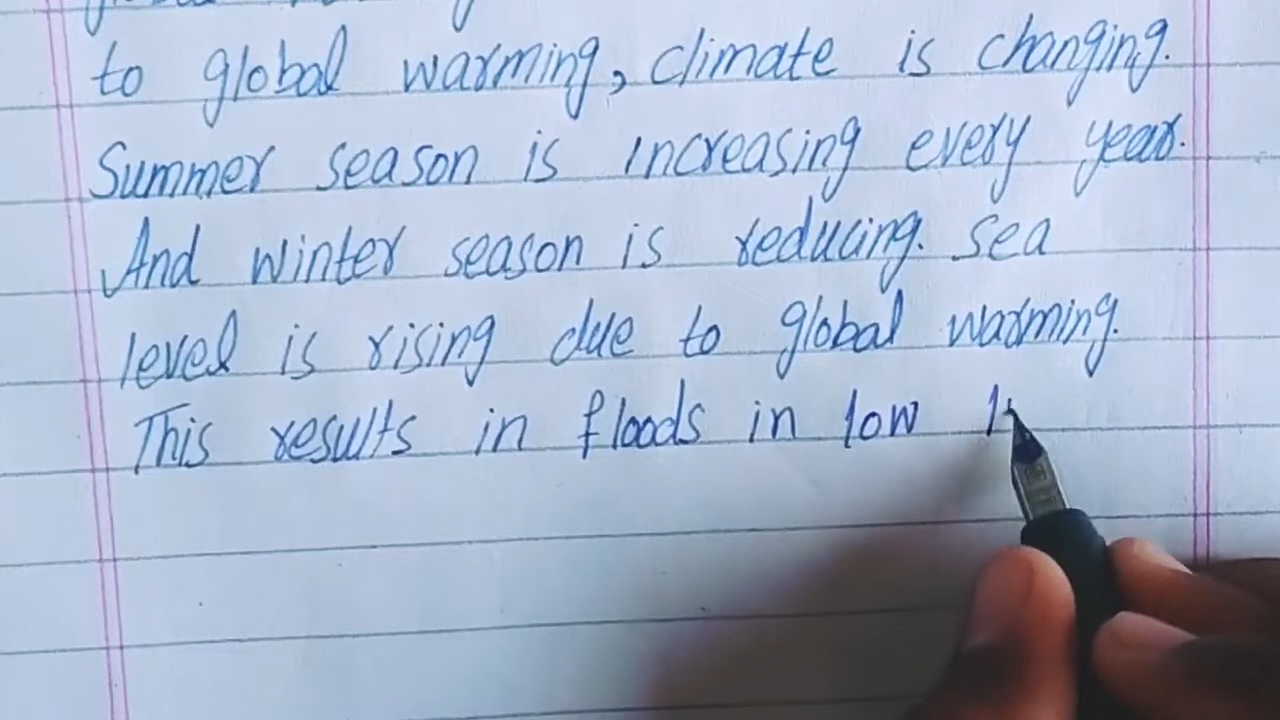 to global warming, climate is changing.
Summer season is increasing every year.
And winter season is reducing. Sea
level is rising due to global warming.
This results in floods in low